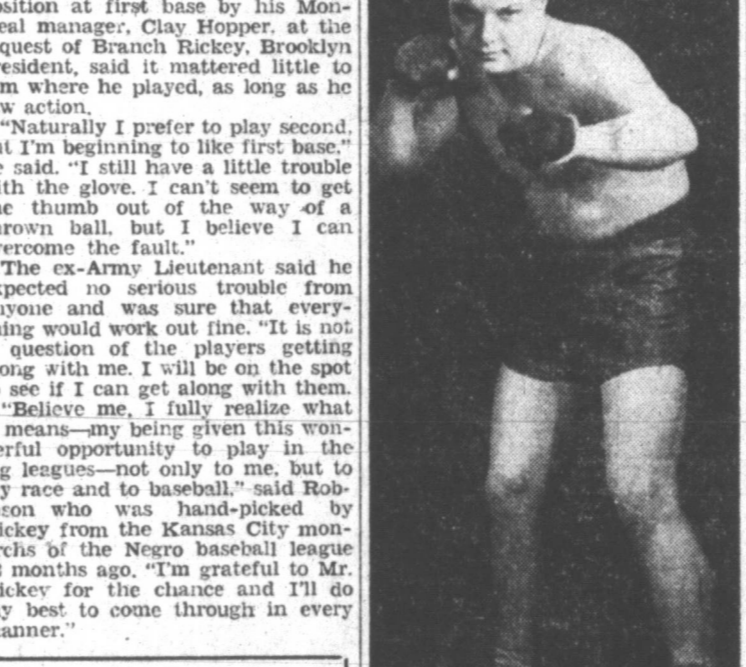 osition at first base by his Mon-
eal manager, Clay Hopper, at the
quest of Branch Rickey, Brooklyn
esident, said it mattered little to
m where he played, as long as he
w action.
"Naturally I prefer to play second,
t I'm beginning to like first base,"
e said. "I still have a little trouble
ith the glove. I can't seem to get
e thumb out of the way of a
rown ball, but I believe I can
ercome the fault."
The ex-Army Lieutenant said he
xpected no serious trouble from
nyone and was sure that every-
ing would work out fine. "It is not
question of the players getting
ong with me. I will be on the spot
see if I can get along with them.
"Believe me, I fully realize what
means—my being given this won-
erful opportunity to play in the
g leagues—not only to me, but to
y race and to baseball," said Rob-
son who was hand-picked by
ickey from the Kansas City mon-
rchs of the Negro baseball league
months ago. "I'm grateful to Mr.
ickey for the chance and I'll do
y best to come through in every
anner."